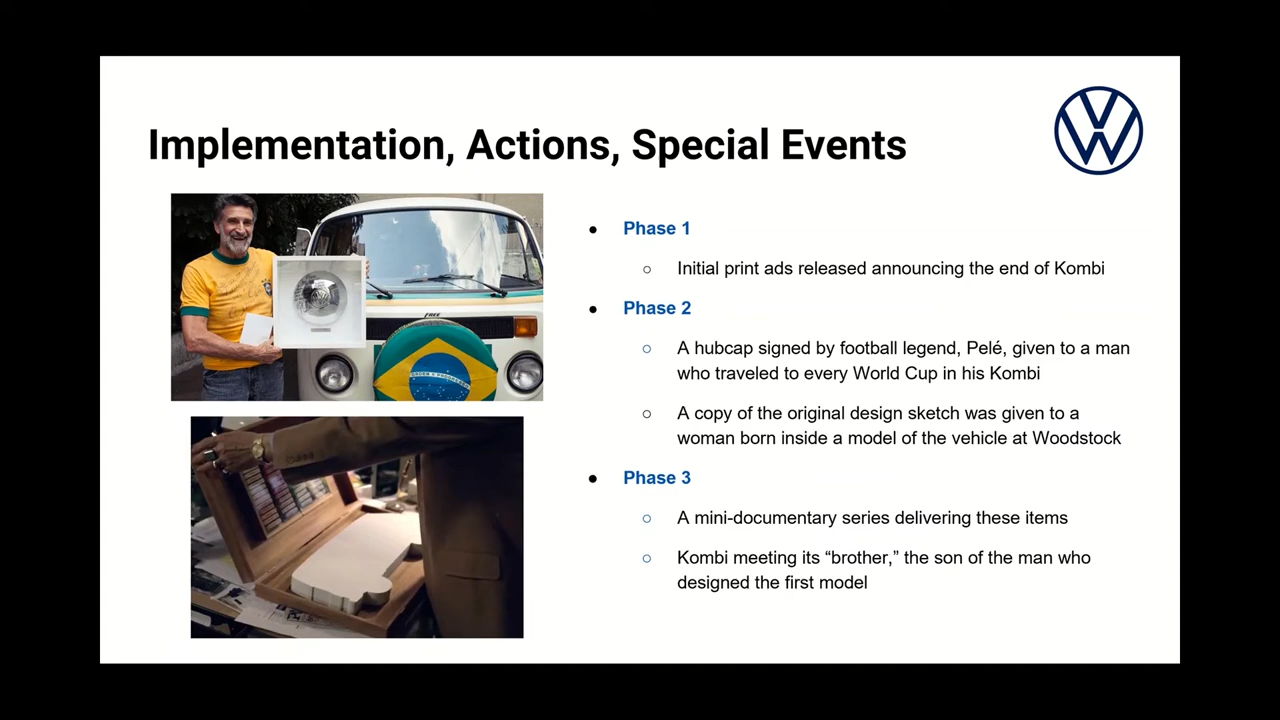 Implementation, Actions, Special Events
Phase 1
Initial print ads released announcing the end of Kombi
Phase 2
A hubcap signed by football legend, Pelé, given to a man
who traveled to every World Cup in his Kombi
A copy of the original design sketch was given to a
woman born inside a model of the vehicle at Woodstock
Phase 3
A mini-documentary series delivering these items
Kombi meeting its “brother,” the son of the man who
designed the first model